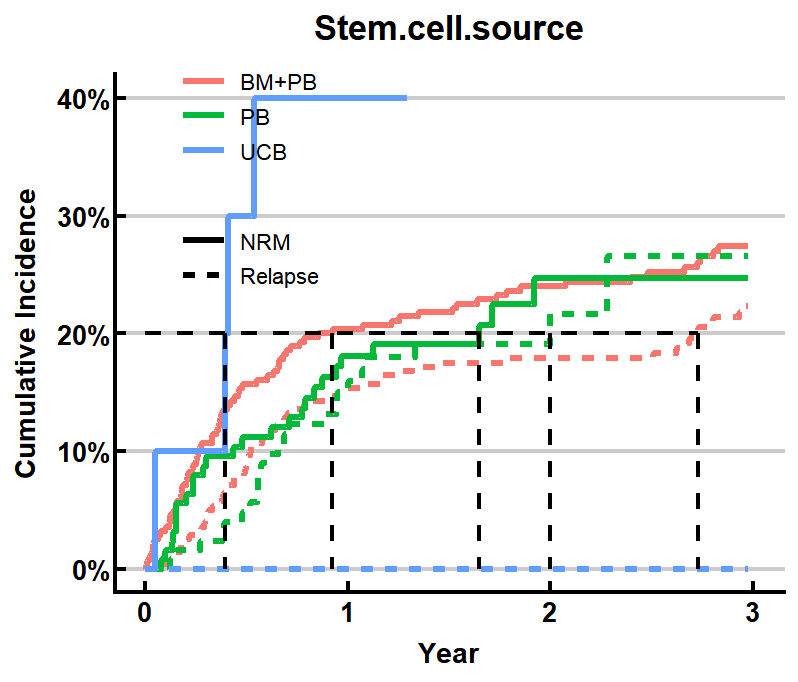 Stem.cell.source
BM+PB
PB
UCB
NRM
Relapse
40%
30%
20%
10%
0%
Cumulative Incidence
0 1 2 3
Year